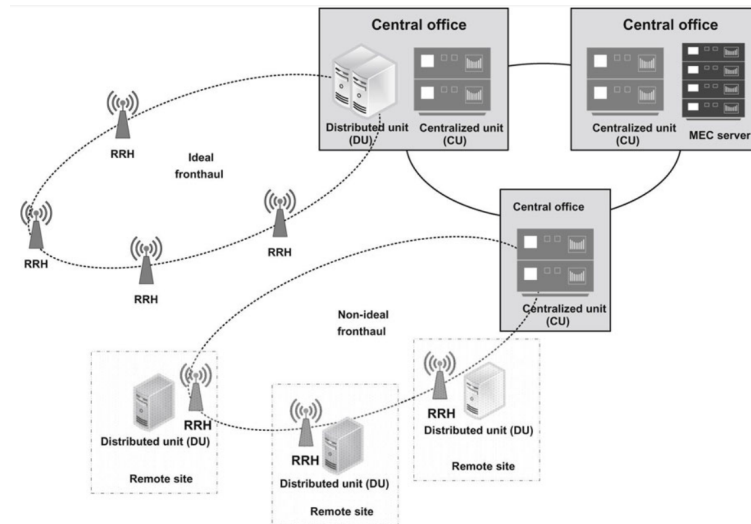 Central office
Central office
Distributed unit
(DU)
Centralized unit
(CU)
Centralized unit
(CU)
MEC server
RRH
Ideal
fronthaul
RRH
RRH
RRH
Central office
Centralized unit
(CU)
Non-ideal
fronthaul
RRH
Distributed unit (DU)
Remote site
RRH
Distributed unit (DU)
Remote site
RRH
Distributed unit (DU)
Remote site